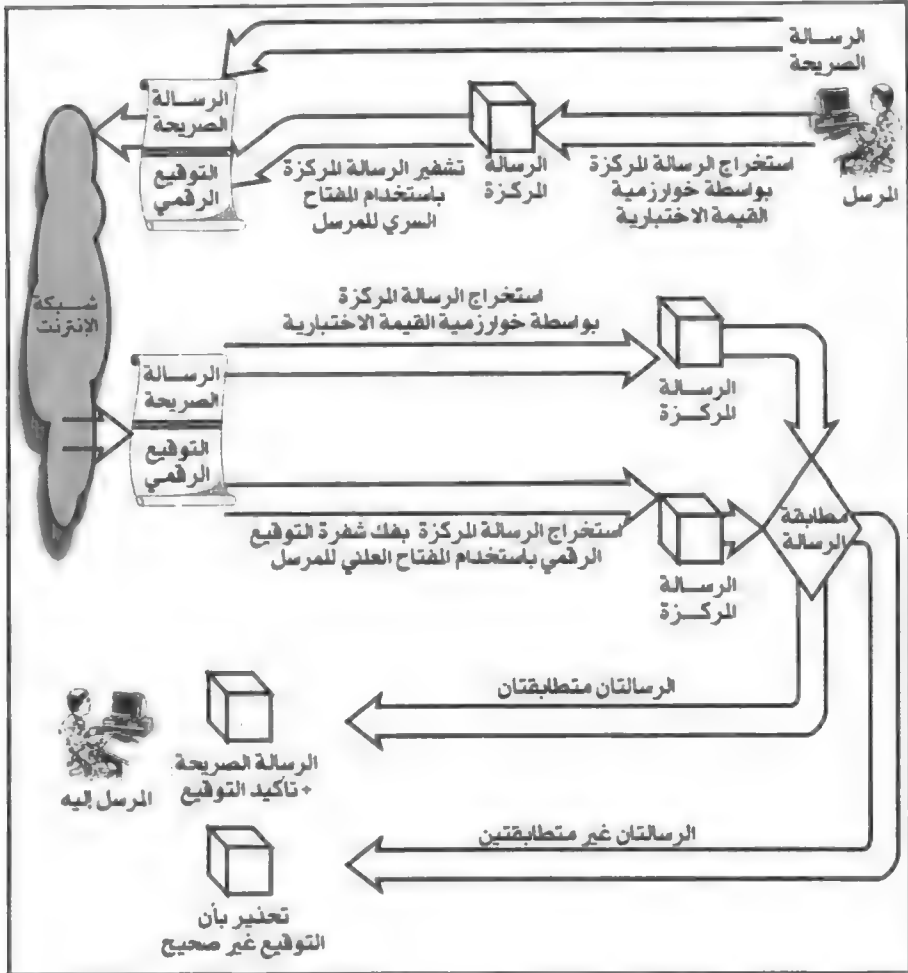 الرسالة
الصريحة
المرسل
استخراج الرسالة المركزة
بواسطة خوارزمية
القيمة الاختبارية
الرسالة
المركزة
تشفير الرسالة المركزة
باستخدام المفتاح
السري للمرسل
الرسالة
الصريحة
التوقيع
الرقمي
شبكة
الإنترنت
الرسالة
الصريحة
التوقيع
الرقمي
استخراج الرسالة المركزة
بواسطة خوارزمية القيمة الاختبارية
الرسالة
المركزة
استخراج الرسالة المركزة بفك شفرة التوقيع
الرقمي باستخدام المفتاح العلني للمرسل
الرسالة
المركزة
مطابقة
الرسالة
الرسالتان متطابقتان
الرسالة الصريحة
+ تأكيد التوقيع
المرسل إليه
الرسالتان غير متطابقتين
تحذير بأن
التوقيع غير صحيح